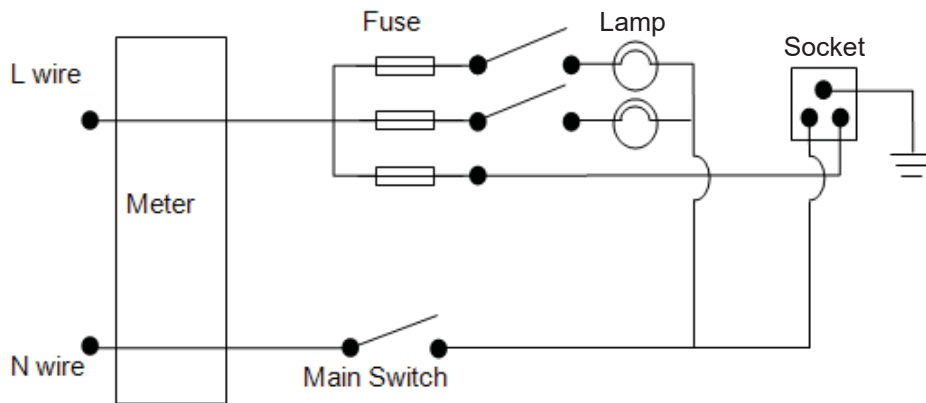 Fuse
Lamp
Socket
L wire
Meter
N wire
Main Switch